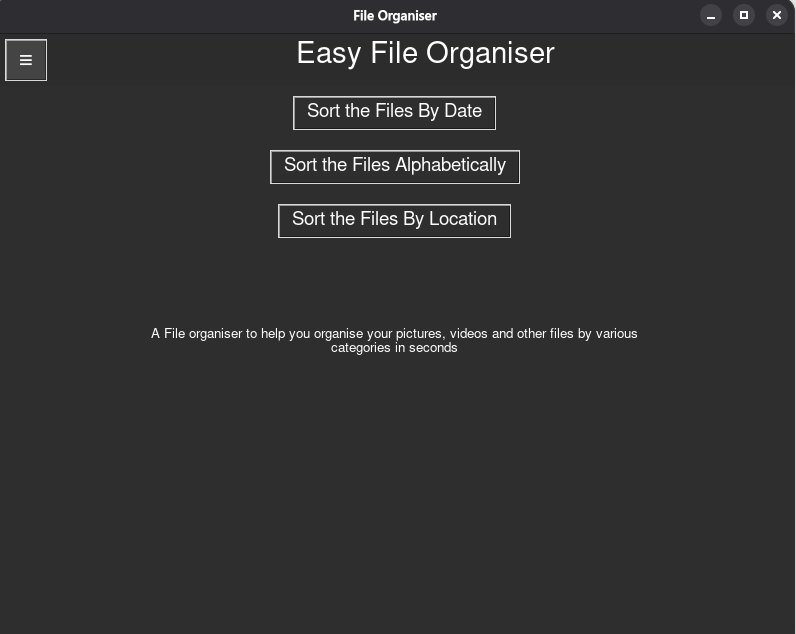 File Organiser
Easy File Organiser
Sort the Files By Date
Sort the Files Alphabetically
Sort the Files By Location
A File organiser to help you organise your pictures, videos and other files by various
categories in seconds